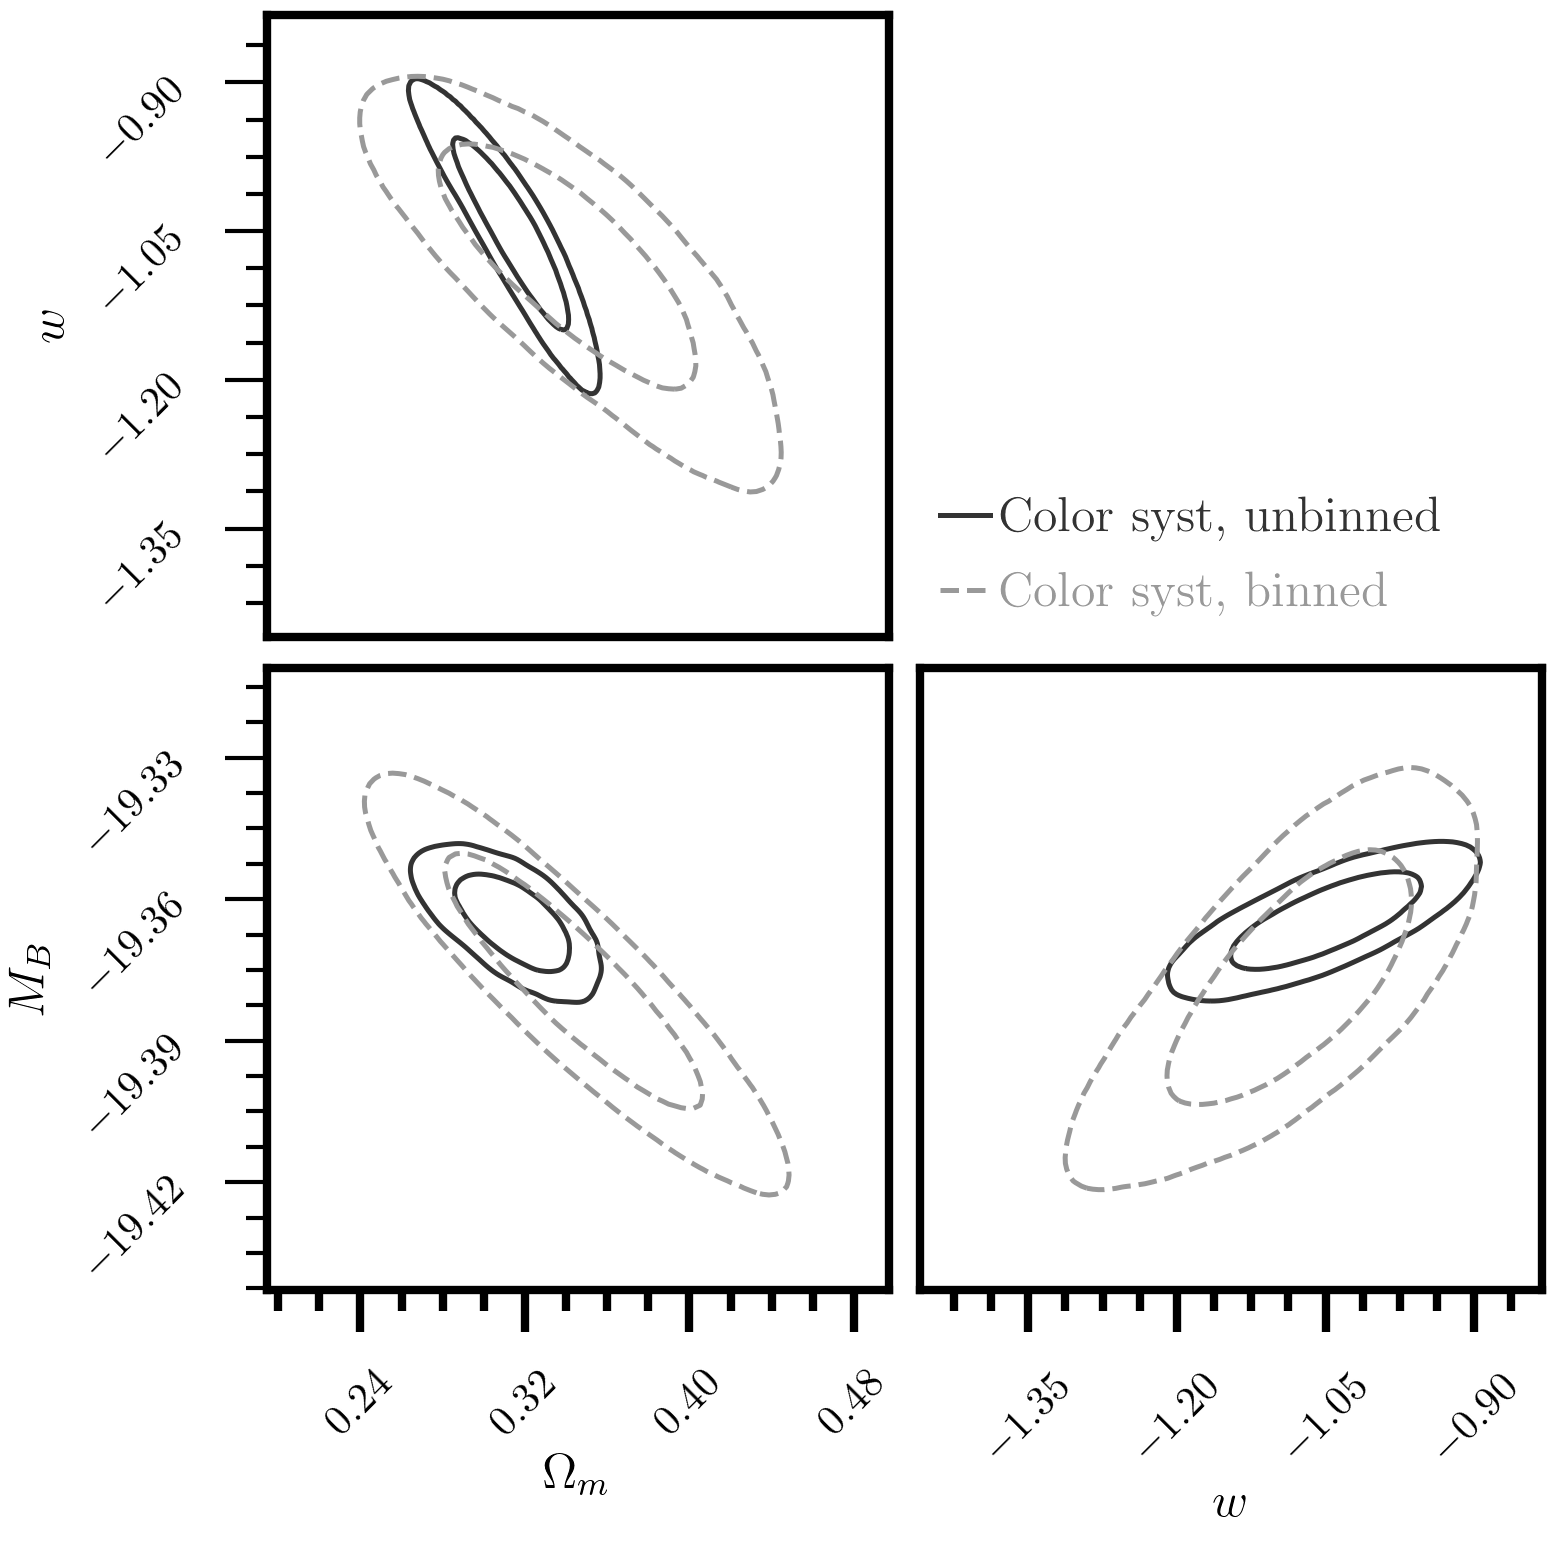 −0.90
−1.05
−1.20
−1.35
w
Color syst, unbinned
Color syst, binned
−19.33
−19.36
−19.39
−19.42
M_B
0.24 0.32 0.40 0.48
Ω_m
−1.35 −1.20 −1.05 −0.90
w